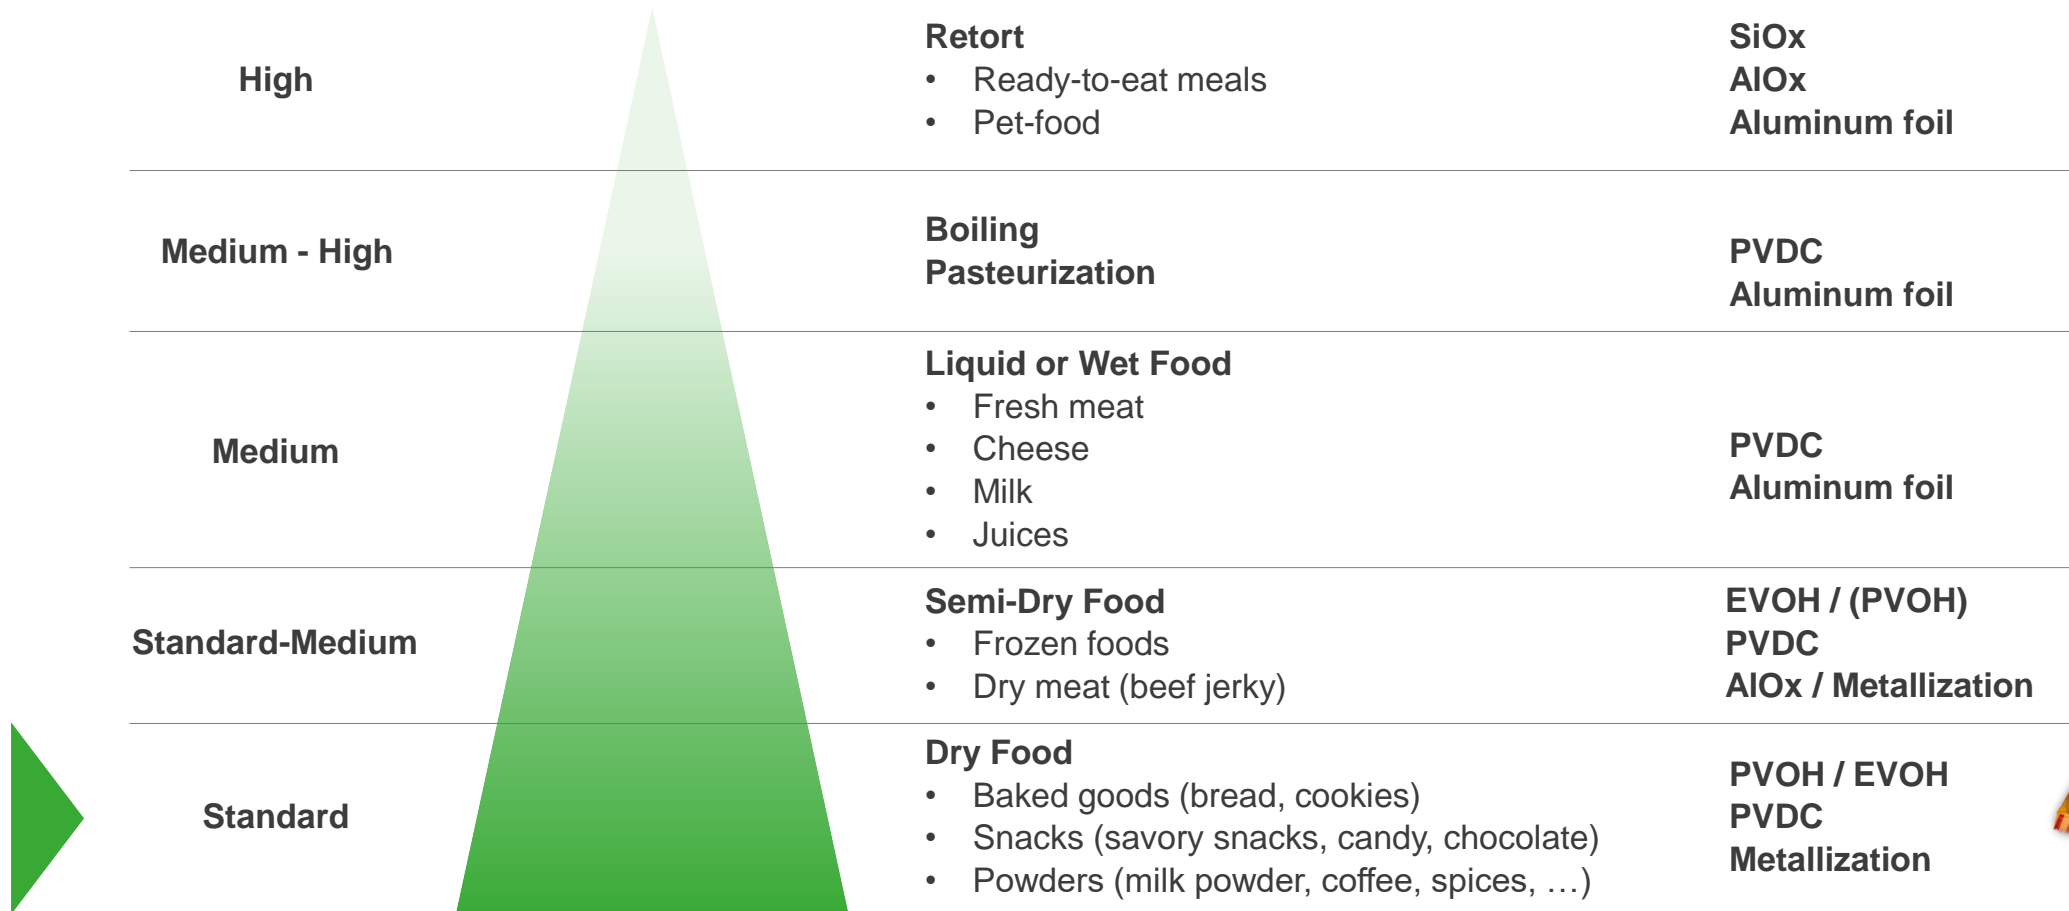 High
Retort
• Ready-to-eat meals
• Pet-food
SiOx
AlOx
Aluminum foil
Medium - High
Boiling
Pasteurization
PVDC
Aluminum foil
Medium
Liquid or Wet Food
• Fresh meat
• Cheese
• Milk
• Juices
PVDC
Aluminum foil
Standard-Medium
Semi-Dry Food
• Frozen foods
• Dry meat (beef jerky)
EVOH / (PVOH)
PVDC
AlOx / Metallization
Standard
Dry Food
• Baked goods (bread, cookies)
• Snacks (savory snacks, candy, chocolate)
• Powders (milk powder, coffee, spices, …)
PVOH / EVOH
PVDC
Metallization